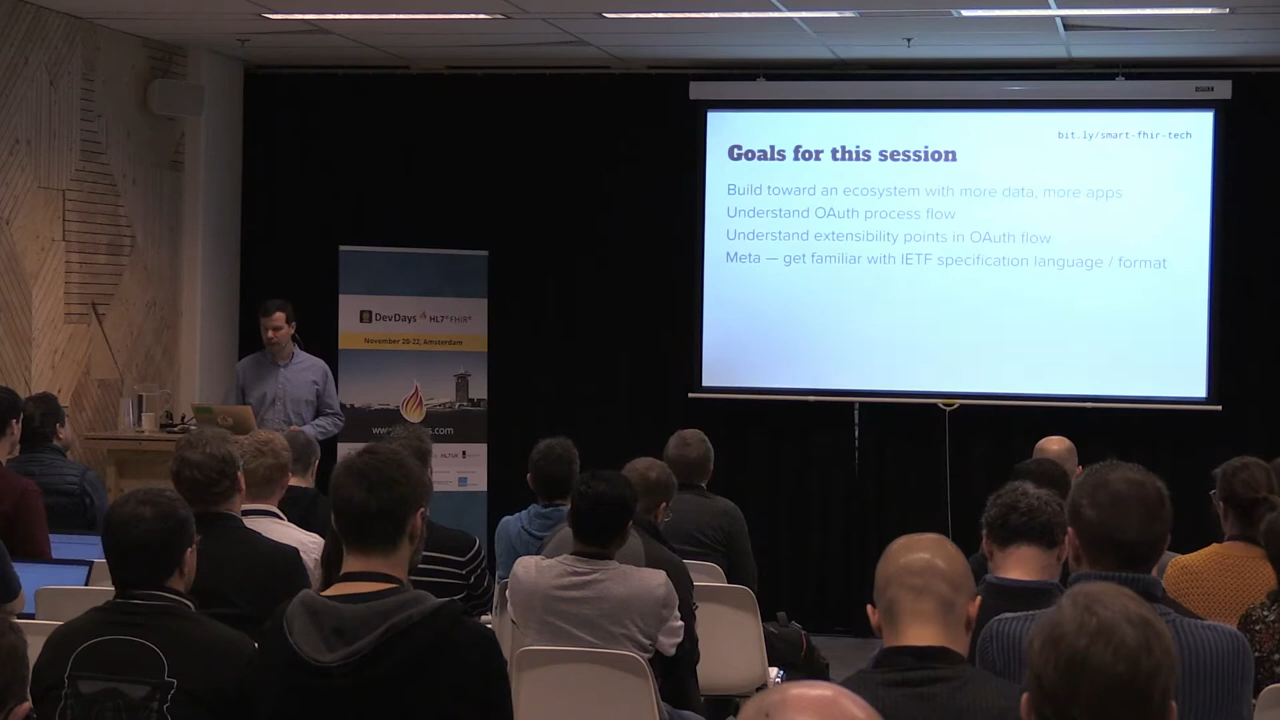 bit.ly/smart-fhir-tech
Goals for this session
Build toward an ecosystem with more data, more apps
Understand OAuth process flow
Understand extensibility points in OAuth flow
Meta — get familiar with IETF specification language / format
DevDays HL7® FHIR®
November 20-22, Amsterdam